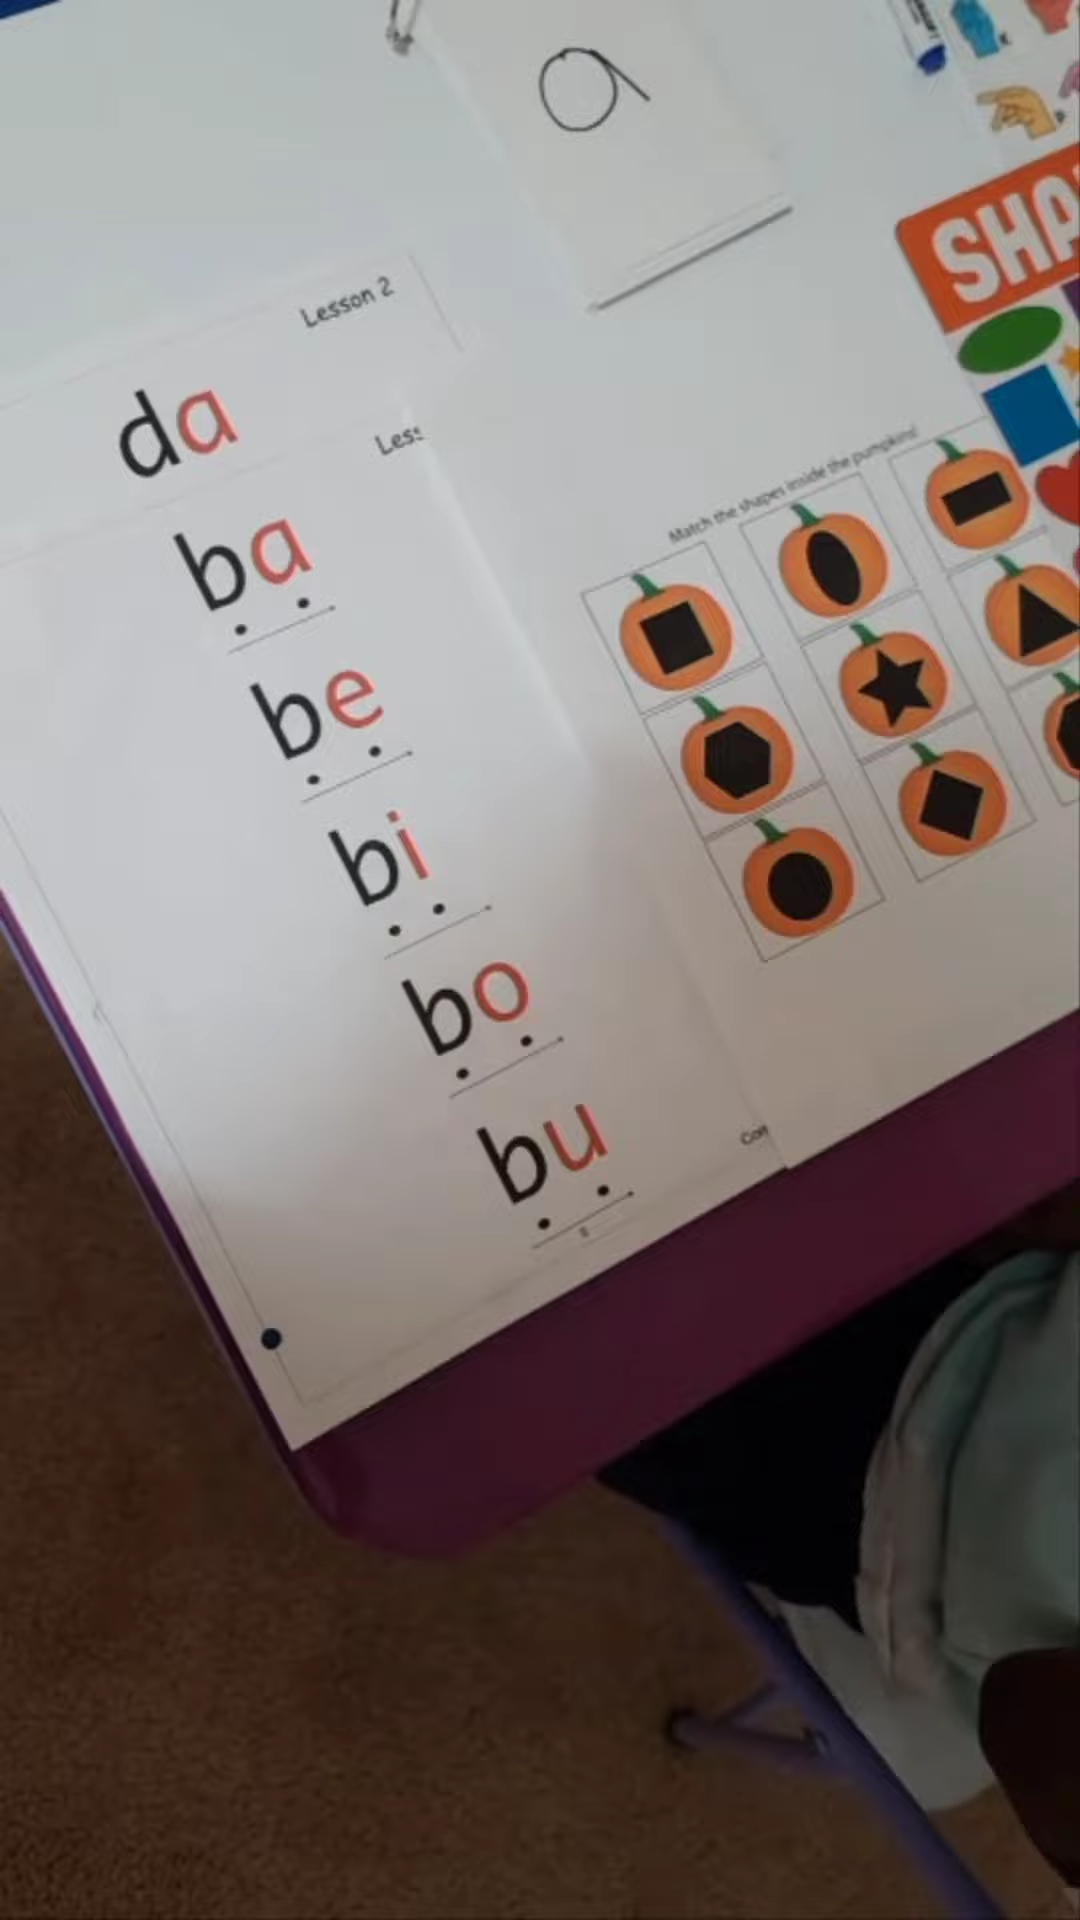 a
SHA
Lesson 2
da
Less
ba
be
bi
bo
bu
Match the shapes inside the pumpkins!